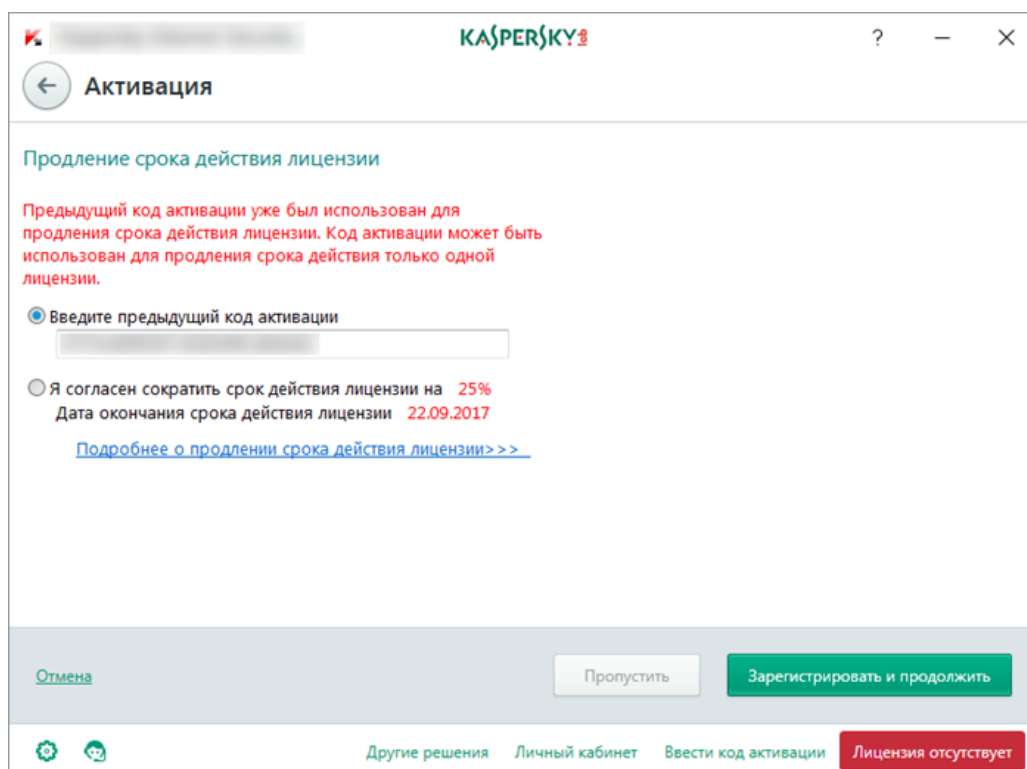 KASPERSKY lab
?
Активация
Продление срока действия лицензии
Предыдущий код активации уже был использован для
продления срока действия лицензии. Код активации может быть
использован для продления срока действия только одной
лицензии.
Введите предыдущий код активации
Я согласен сократить срок действия лицензии на 25%
Дата окончания срока действия лицензии 22.09.2017
Подробнее о продлении срока действия лицензии>>>
Отмена
Пропустить
Зарегистрировать и продолжить
Другие решения
Личный кабинет
Ввести код активации
Лицензия отсутствует